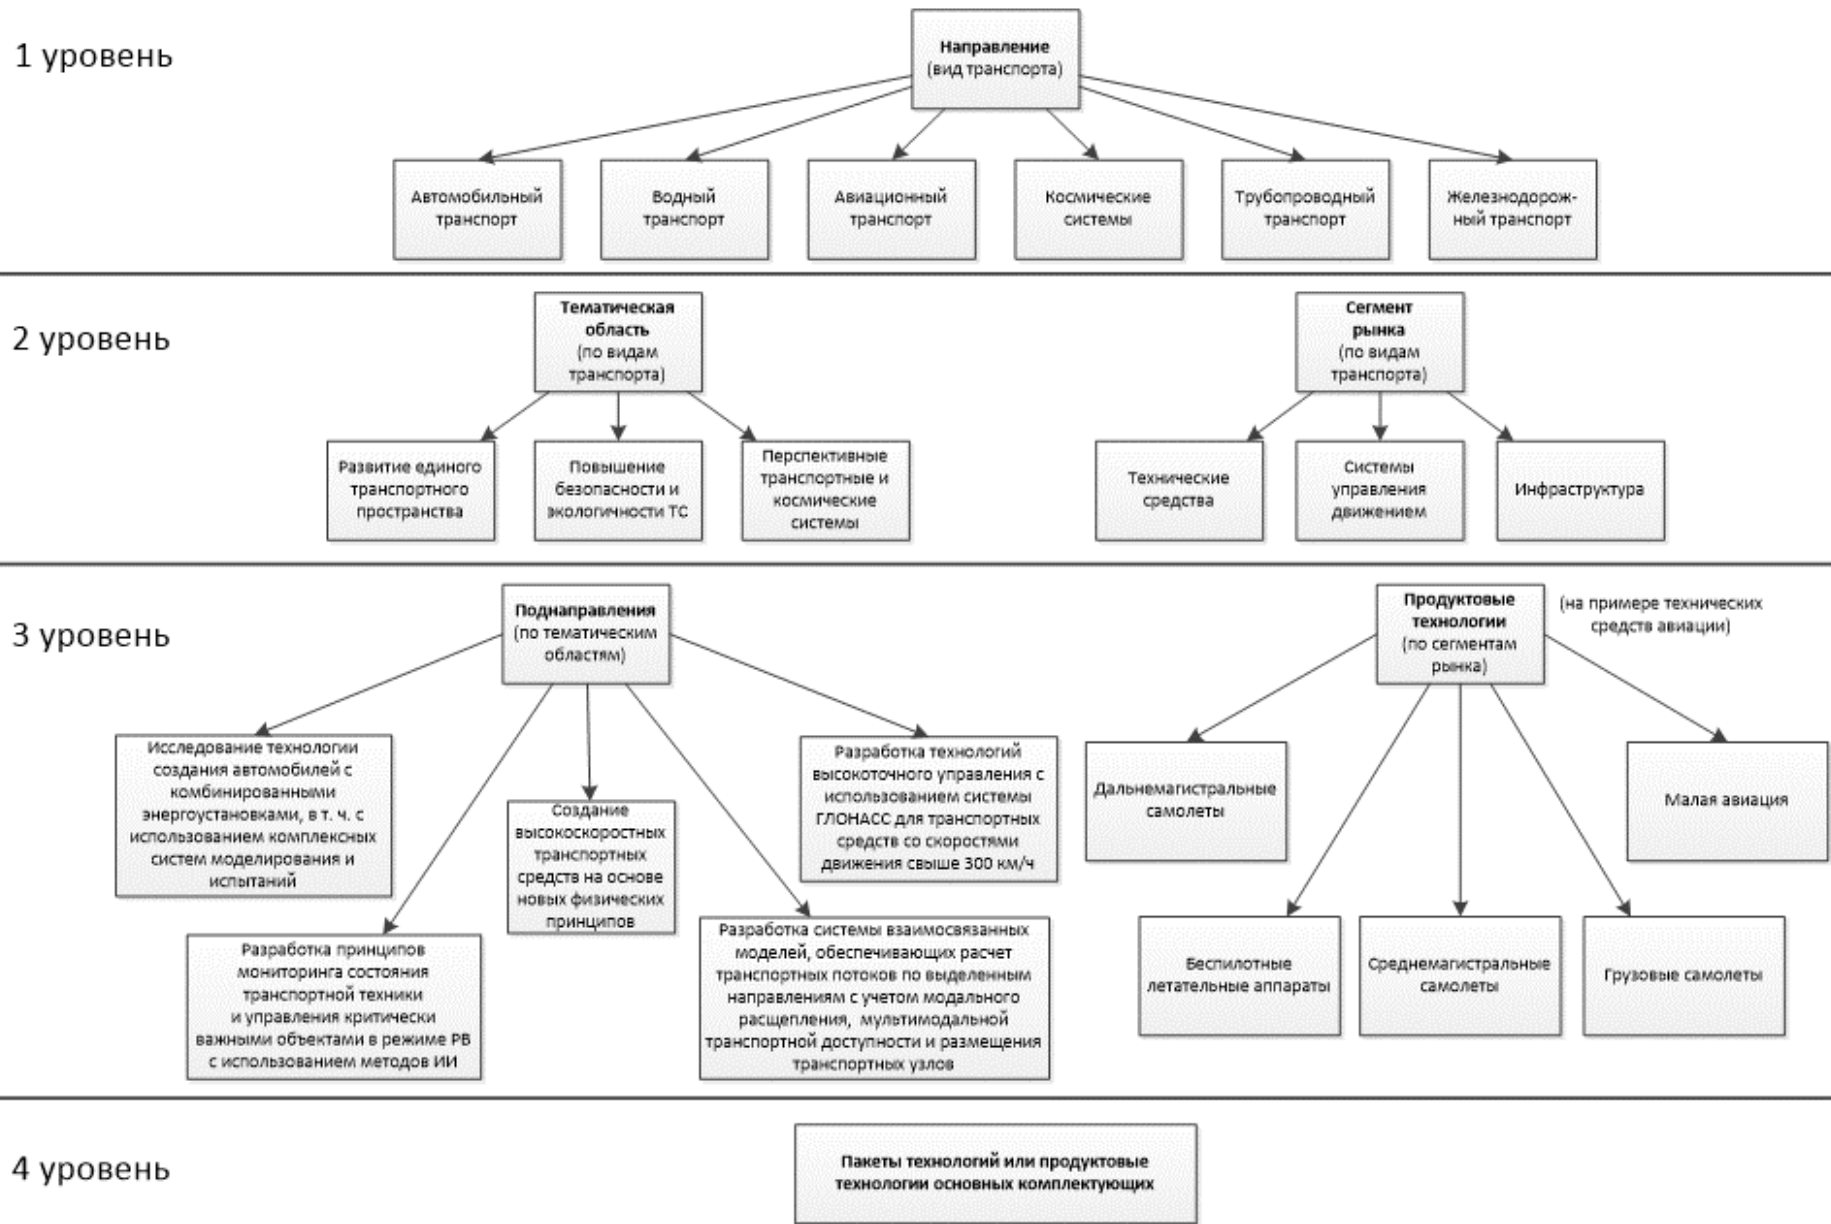 1 уровень
Направление
(вид транспорта)
Автомобильный
транспорт
Водный
транспорт
Авиационный
транспорт
Космические
системы
Трубопроводный
транспорт
Железнодорож-
ный транспорт
2 уровень
Тематическая
область
(по видам
транспорта)
Сегмент
рынка
(по видам
транспорта)
Развитие единого
транспортного
пространства
Повышение
безопасности и
экологичности ТС
Перспективные
транспортные и
космические
системы
Технические
средства
Системы
управления
движением
Инфраструктура
3 уровень
Поднаправления
(по тематическим
областям)
Продуктовые
технологии
(по сегментам
рынка)
(на примере технических
средств авиации)
Исследование технологии
создания автомобилей с
комбинированными
энергоустановками, в т. ч. с
использованием комплексных
систем моделирования и
испытаний
Создание
высокоскоростных
транспортных
средств на основе
новых физических
принципов
Разработка технологий
высокоточного управления с
использованием системы
ГЛОНАСС для транспортных
средств со скоростями
движения свыше 300 км/ч
Дальнемагистральные
самолеты
Малая авиация
Разработка принципов
мониторинга состояния
транспортной техники
и управления критически
важными объектами в режиме РВ
с использованием методов ИИ
Разработка системы взаимосвязанных
моделей, обеспечивающих расчет
транспортных потоков по выделенным
направлениям с учетом модального
расщепления, мультимодальной
транспортной доступности и размещения
транспортных узлов
Беспилотные
летательные аппараты
Среднемагистральные
самолеты
Грузовые самолеты
4 уровень
Пакеты технологий или продуктовые
технологии основных комплектующих